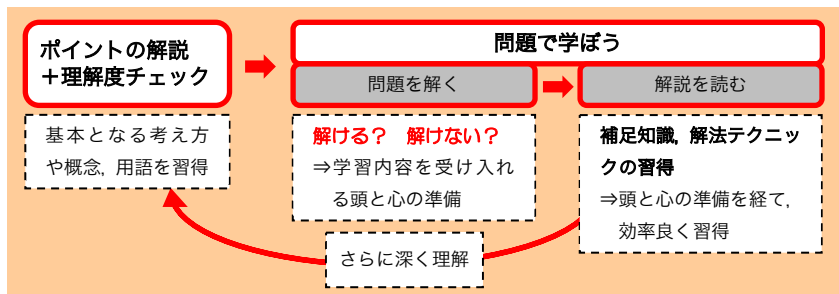 ポイントの解説
＋理解度チェック
問題で学ぼう
問題を解く
解説を読む
基本となる考え方
や概念, 用語を習得
解ける？　解けない？
⇒学習内容を受け入れ
る頭と心の準備
補足知識, 解法テクニッ
クの習得
⇒頭と心の準備を経て,
効率良く習得
さらに深く理解